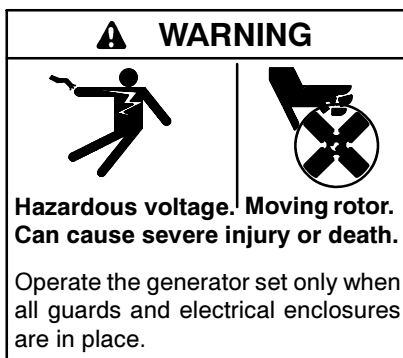 WARNING
Hazardous voltage. Moving rotor.
Can cause severe injury or death.
Operate the generator set only when
all guards and electrical enclosures
are in place.